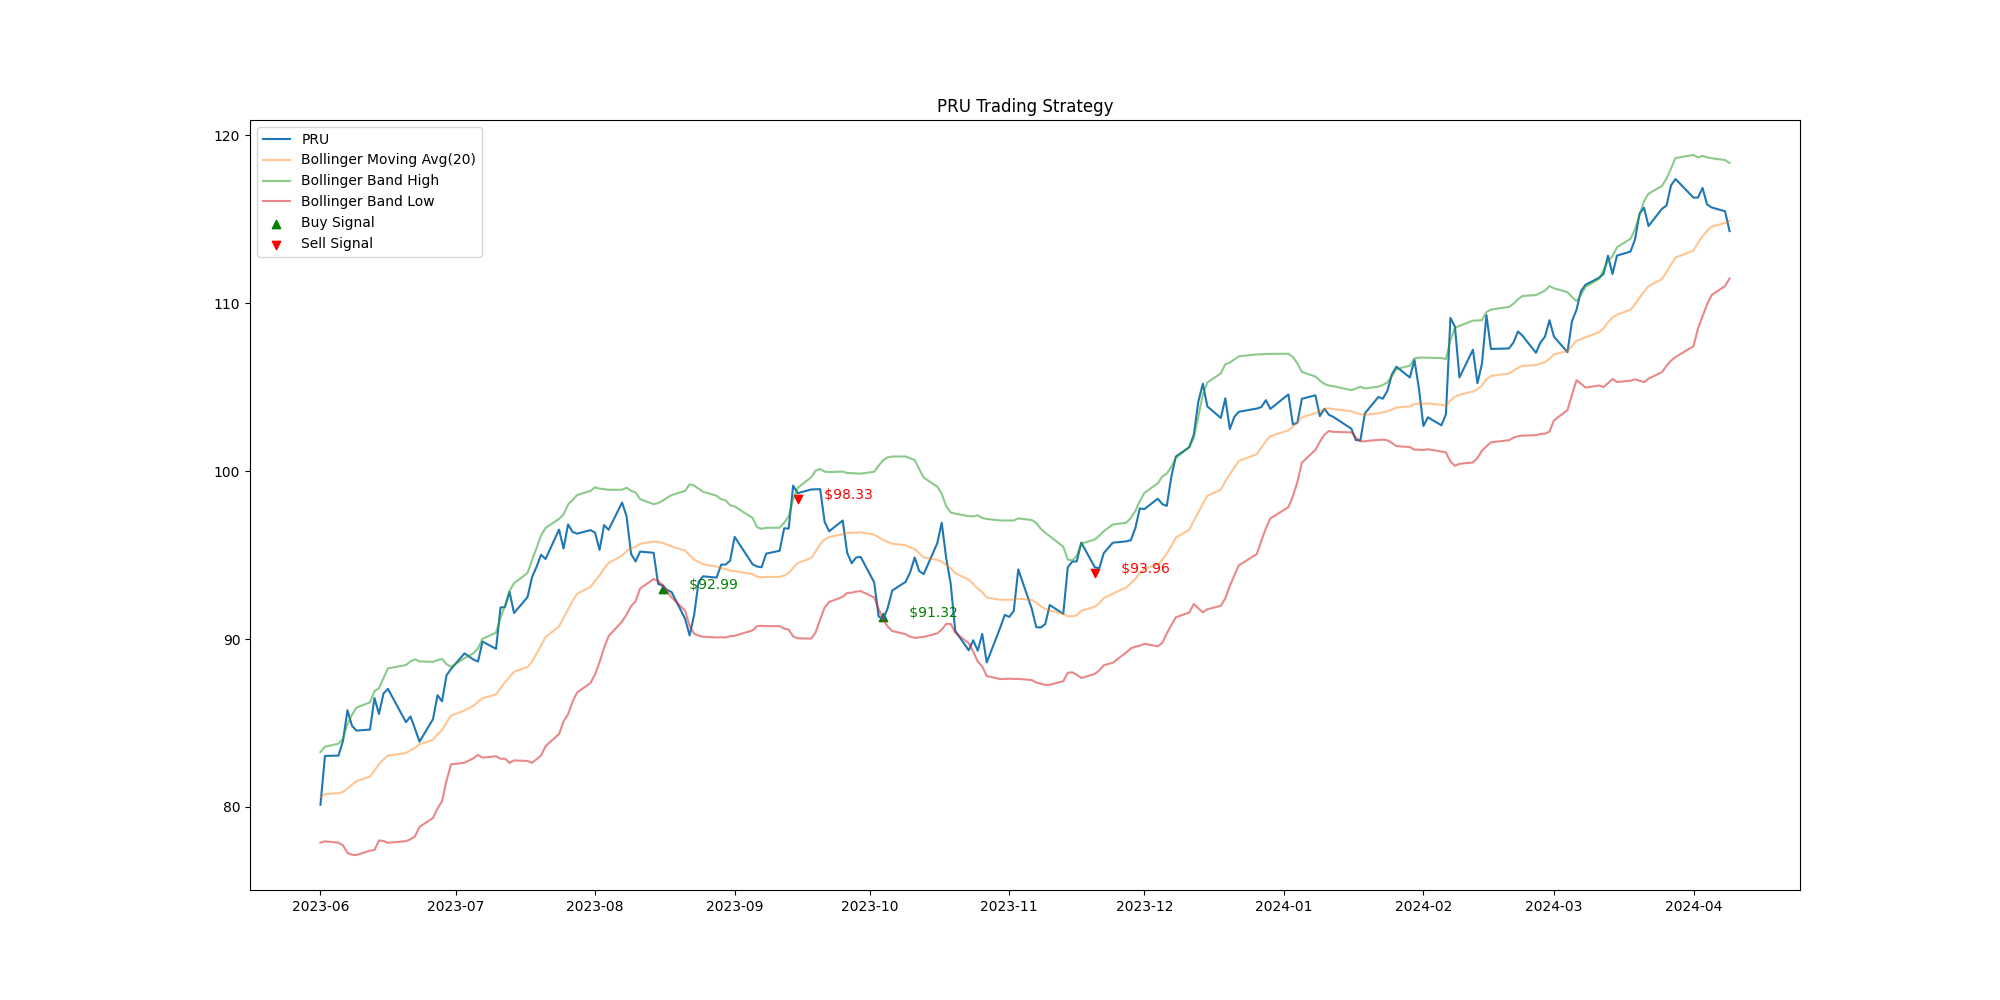 PRU Trading Strategy
120
110
100
90
80
PRU
Bollinger Moving Avg(20)
Bollinger Band High
Bollinger Band Low
Buy Signal
Sell Signal
$98.33
$92.99
$93.96
$91.32
2023-06
2023-07
2023-08
2023-09
2023-10
2023-11
2023-12
2024-01
2024-02
2024-03
2024-04